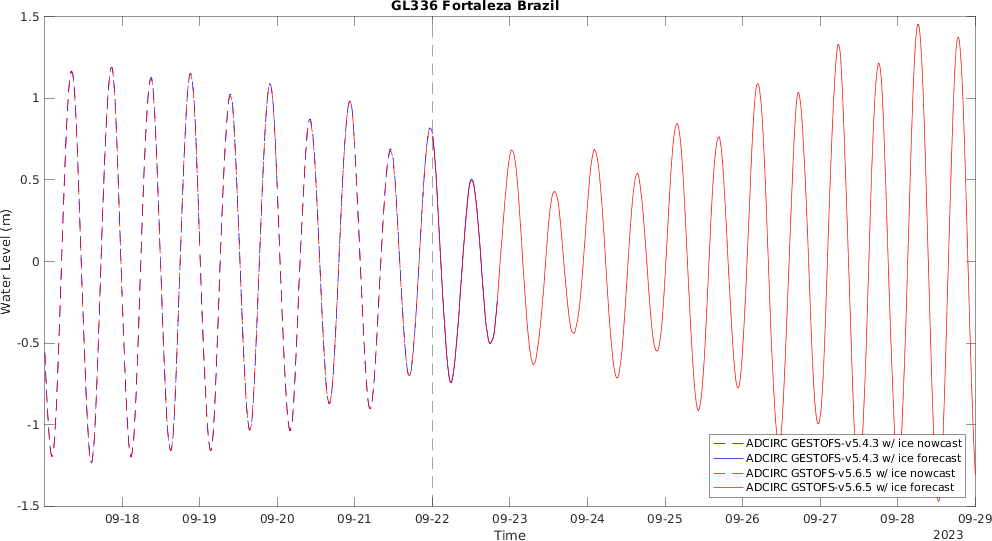 GL336 Fortaleza Brazil
1.5
1
0.5
0
-0.5
-1
-1.5
Water Level (m)
ADCIRC GESTOFS-v5.4.3 w/ ice nowcast
ADCIRC GESTOFS-v5.4.3 w/ ice forecast
ADCIRC GSTOFS-v5.6.5 w/ ice nowcast
ADCIRC GSTOFS-v5.6.5 w/ ice forecast
09-18 09-19 09-20 09-21 09-22 09-23 09-24 09-25 09-26 09-27 09-28 09-29
Time
2023